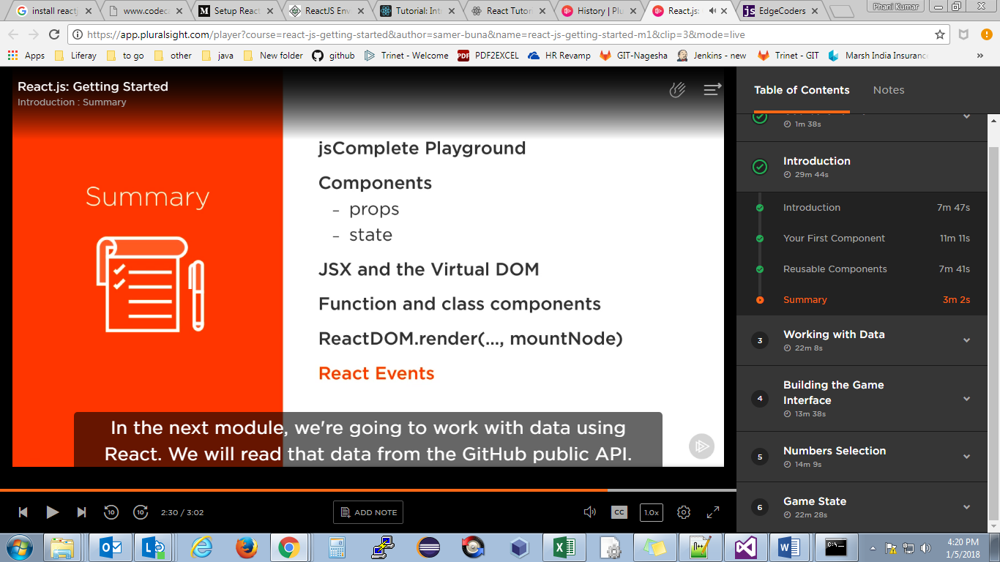 install reactj
www.codeca
Setup React
ReactJS Env
Tutorial: Int
React Tutor
History | Plu
React.js:
EdgeCoders
Phani Kumar
https://app.pluralsight.com/player?course=react-js-getting-started&author=samer-buna&name=react-js-getting-started-m1&clip=3&mode=live
Apps Liferay to go other java New folder github Trinet - Welcome PDF2EXCEL HR Revamp GIT-Nagesha Jenkins - new Trinet - GIT Marsh India Insuranc »
React.js: Getting Started
Introduction : Summary
Summary
jsComplete Playground
Components
– props
– state
JSX and the Virtual DOM
Function and class components
ReactDOM.render(..., mountNode)
React Events
In the next module, we're going to work with data using
React. We will read that data from the GitHub public API.
2:30 / 3:02
ADD NOTE
CC
1.0x
Table of Contents Notes
1m 38s
Introduction
29m 44s
Introduction 7m 47s
Your First Component 11m 11s
Reusable Components 7m 41s
Summary 3m 2s
3 Working with Data
22m 8s
4 Building the Game
Interface
13m 38s
5 Numbers Selection
14m 9s
6 Game State
22m 28s
4:20 PM
1/5/2018